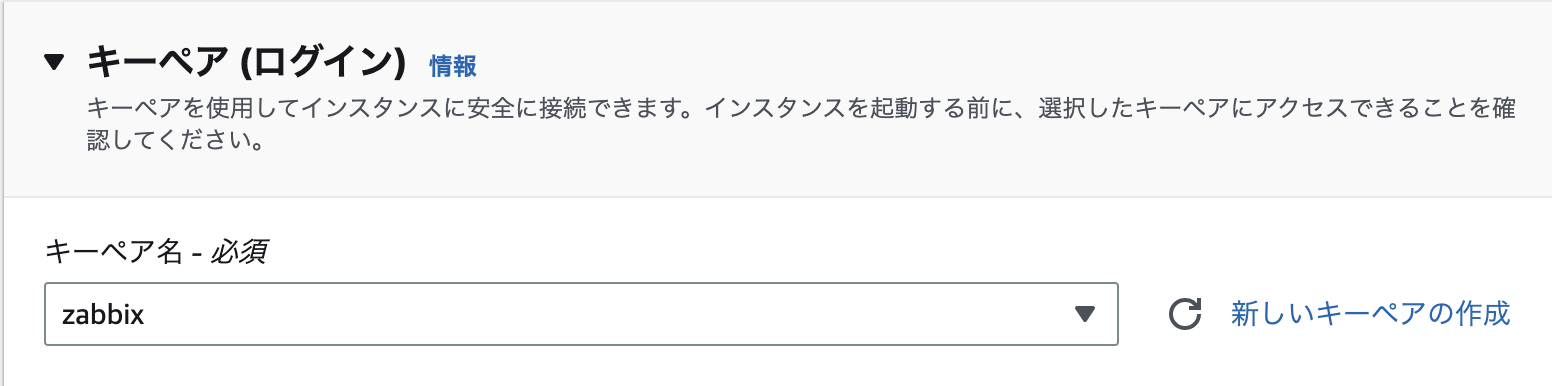 キーペア (ログイン) 情報
キーペアを使用してインスタンスに安全に接続できます。インスタンスを起動する前に、選択したキーペアにアクセスできることを確
認してください。
キーペア名 - 必須
zabbix
新しいキーペアの作成